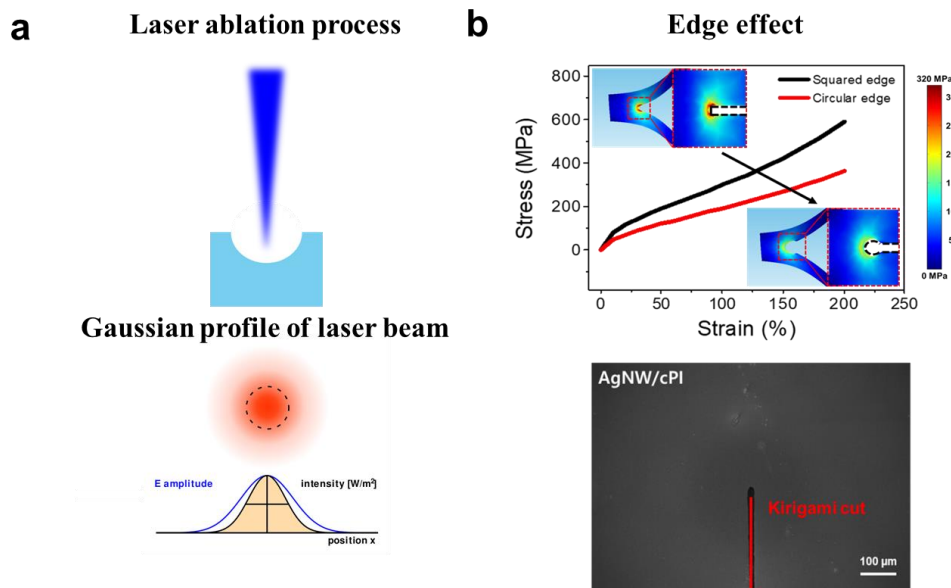 a
Laser ablation process
Gaussian profile of laser beam
E amplitude
intensity [W/m²]
position x
b
Edge effect
800
600
400
200
0
Stress (MPa)
Squared edge
Circular edge
0 50 100 150 200 250
Strain (%)
320 MPa
0 MPa
AgNW/cPI
Kirigami cut
100 µm